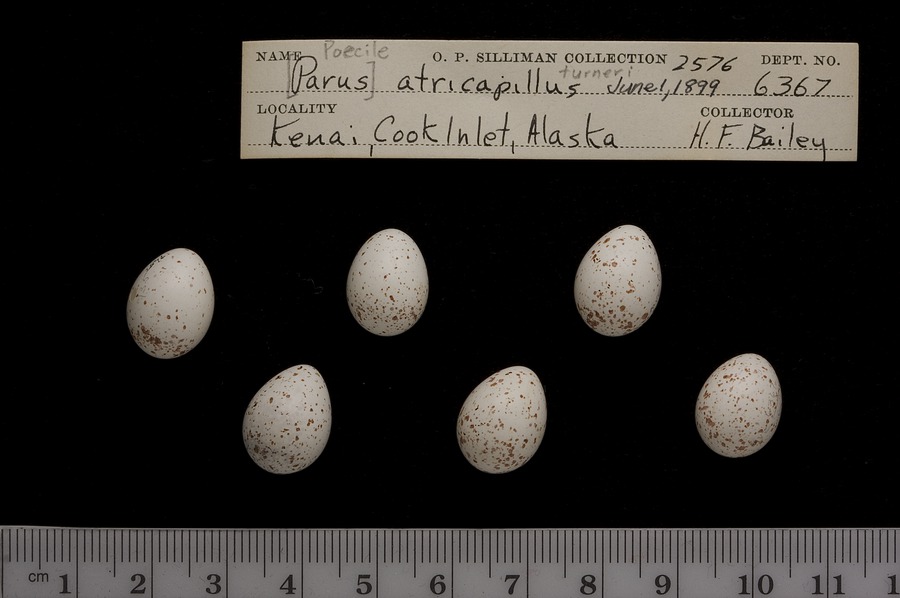 Poecile
NAME O. P. SILLIMAN COLLECTION 2576 DEPT. NO.
turneri
[Parus] atricapillus June 1, 1899 6367
LOCALITY COLLECTOR
Kenai, Cook Inlet, Alaska H. F. Bailey
cm 1 2 3 4 5 6 7 8 9 10 11 1